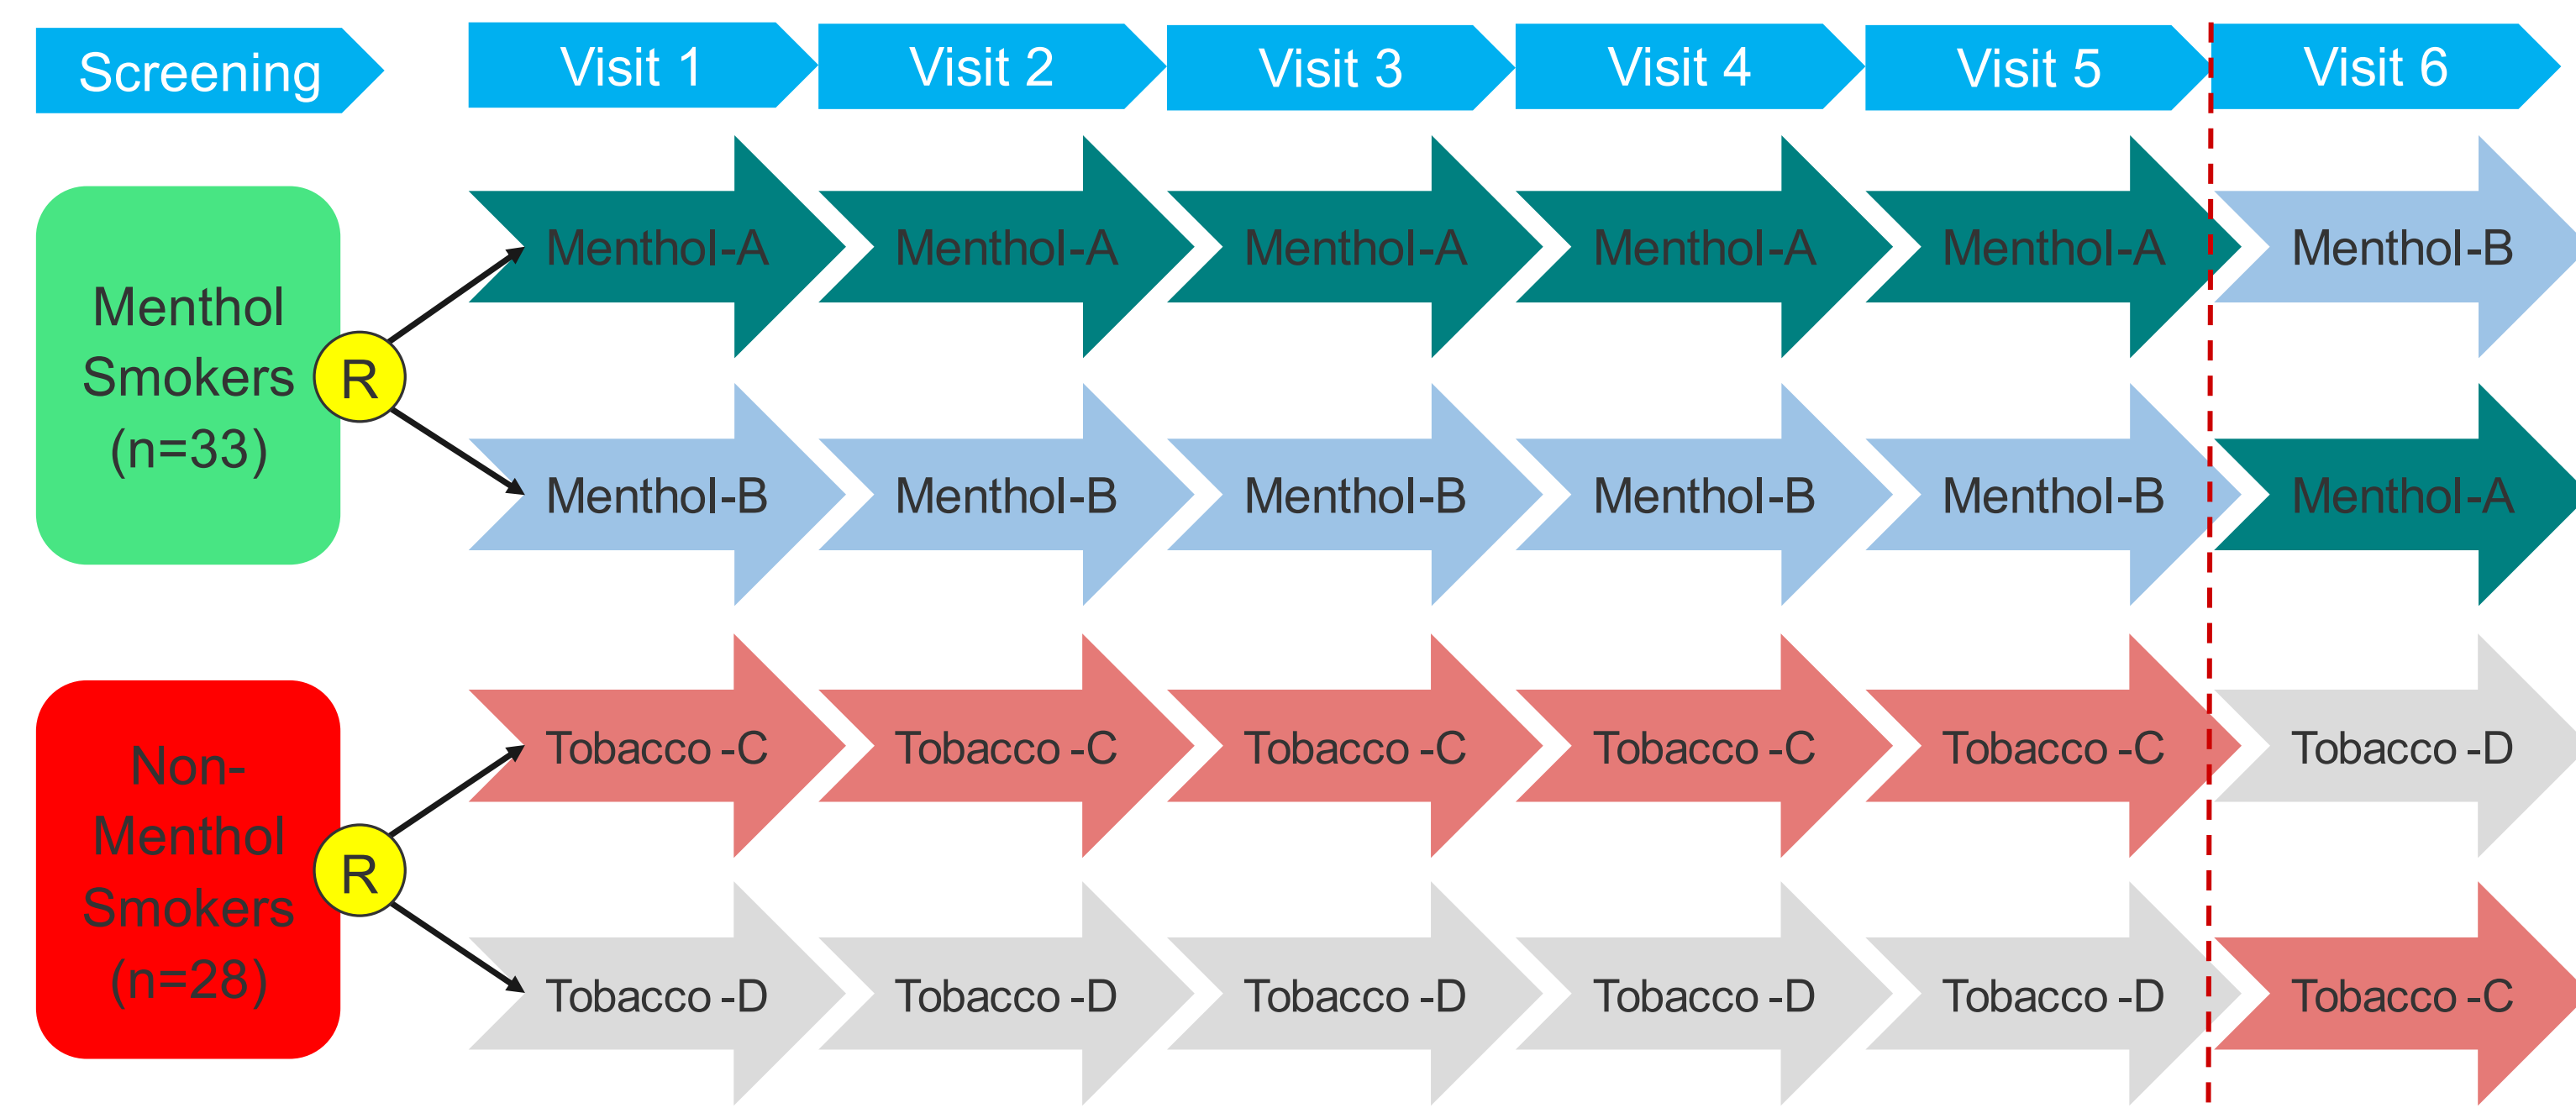 Screening
Visit 1
Visit 2
Visit 3
Visit 4
Visit 5
Visit 6
Menthol
Smokers
(n=33)
R
Menthol-A
Menthol-A
Menthol-A
Menthol-A
Menthol-A
Menthol-B
Menthol-B
Menthol-B
Menthol-B
Menthol-B
Menthol-B
Menthol-A
Non-
Menthol
Smokers
(n=28)
R
Tobacco -C
Tobacco -C
Tobacco -C
Tobacco -C
Tobacco -C
Tobacco -D
Tobacco -D
Tobacco -D
Tobacco -D
Tobacco -D
Tobacco -D
Tobacco -C